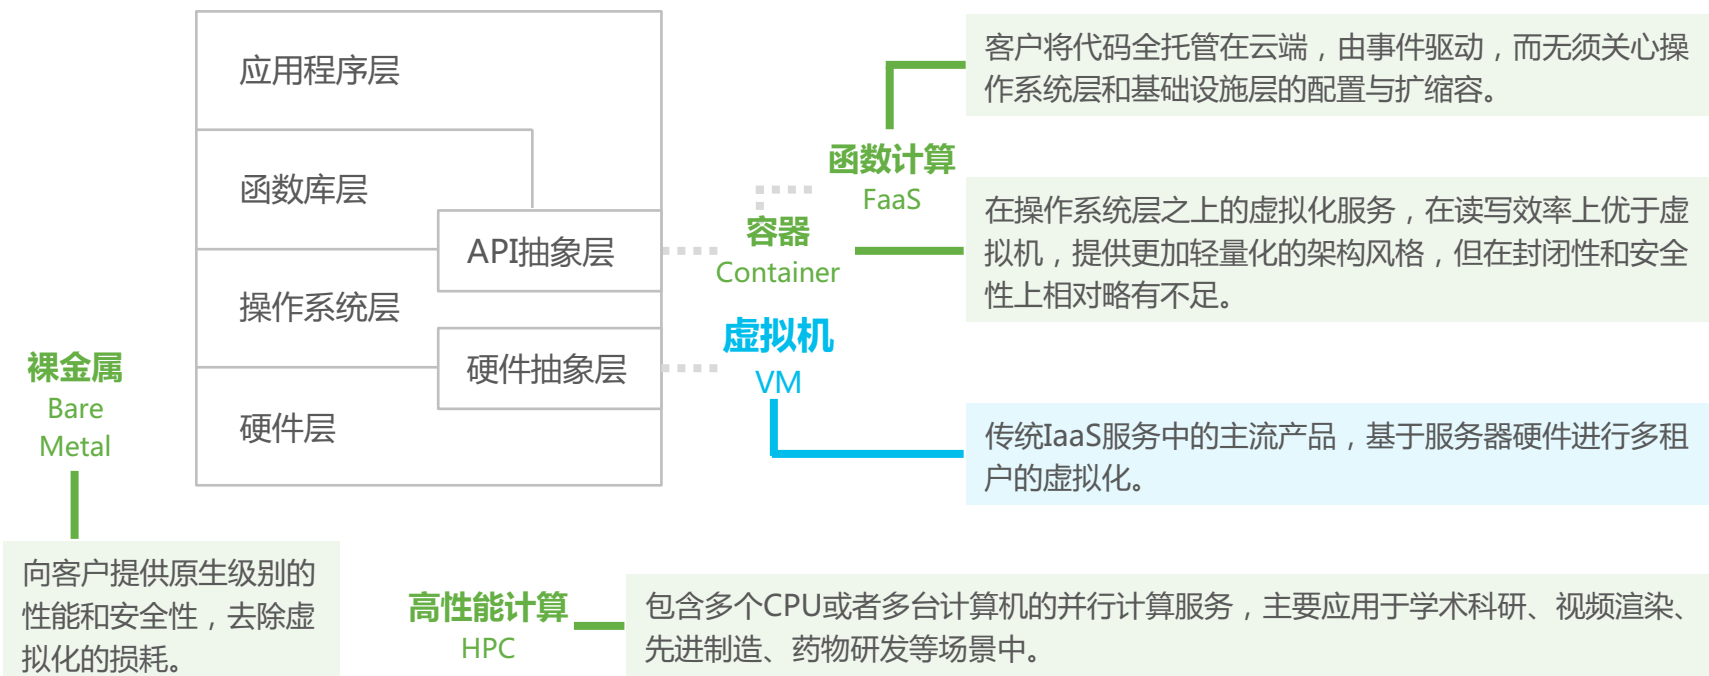 应用程序层
函数库层
API抽象层
操作系统层
硬件抽象层
硬件层
客户将代码全托管在云端，由事件驱动，而无须关心操
作系统层和基础设施层的配置与扩缩容。
函数计算
FaaS
容器
Container
在操作系统层之上的虚拟化服务，在读写效率上优于虚
拟机，提供更加轻量化的架构风格，但在封闭性和安全
性上相对略有不足。
虚拟机
VM
传统IaaS服务中的主流产品，基于服务器硬件进行多租
户的虚拟化。
裸金属
Bare
Metal
向客户提供原生级别的
性能和安全性，去除虚
拟化的损耗。
高性能计算
HPC
包含多个CPU或者多台计算机的并行计算服务，主要应用于学术科研、视频渲染、
先进制造、药物研发等场景中。